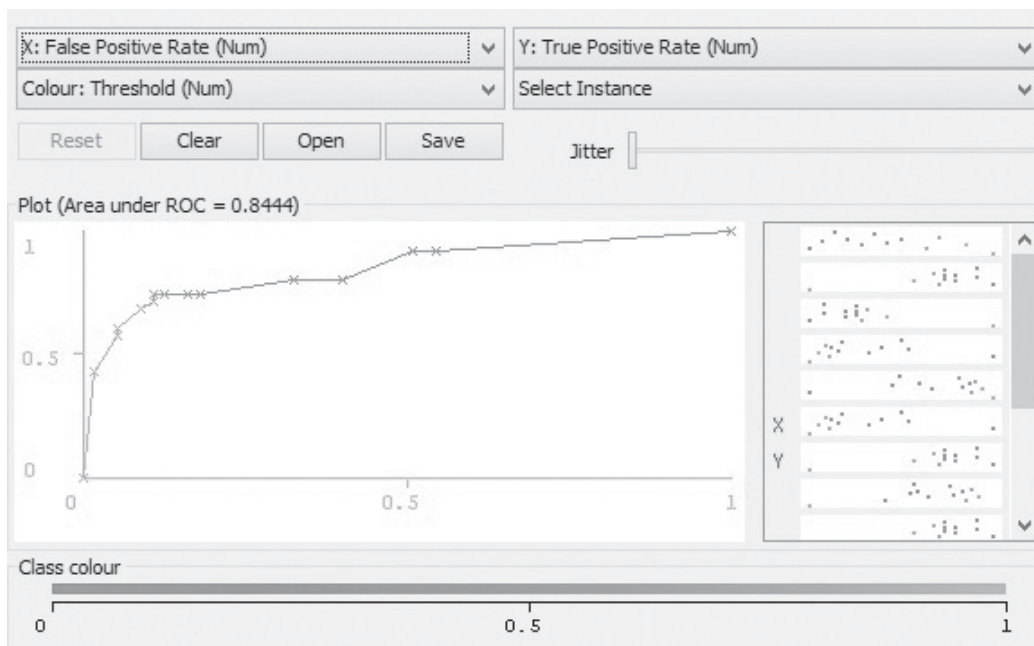 X: False Positive Rate (Num) Y: True Positive Rate (Num)
Colour: Threshold (Num) Select Instance
Reset Clear Open Save Jitter
Plot (Area under ROC = 0.8444)
1
0.5
0
0 0.5 1
X
Y
Class colour
0 0.5 1